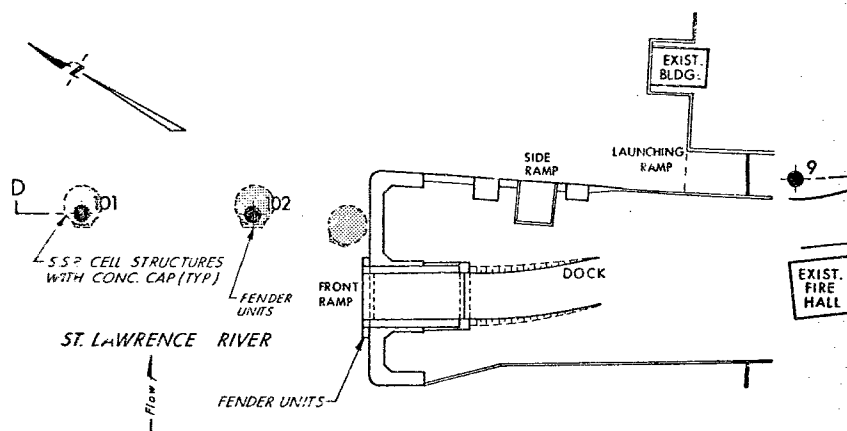 N
EXIST.
BLDG.
SIDE
RAMP
LAUNCHING
RAMP
9
D
01
02
S.S.P. CELL STRUCTURES
WITH CONC. CAP (TYP)
FENDER
UNITS
FRONT
RAMP
DOCK
EXIST.
FIRE
HALL
ST. LAWRENCE RIVER
Flow
FENDER UNITS